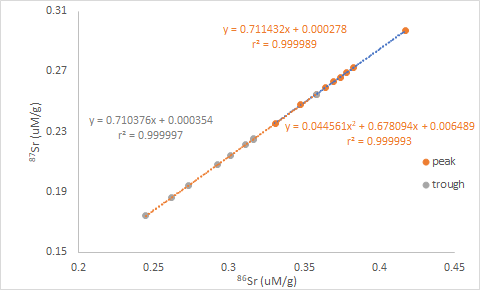 0.31
y = 0.711432x + 0.000278
r² = 0.999989
0.27
⁸⁷Sr (uM/g)
y = 0.710376x + 0.000354
r² = 0.999997
0.23
y = 0.044561x² + 0.678094x + 0.006489
r² = 0.999993
peak
trough
0.19
0.15
0.2 0.25 0.3 0.35 0.4 0.45
⁸⁶Sr (uM/g)